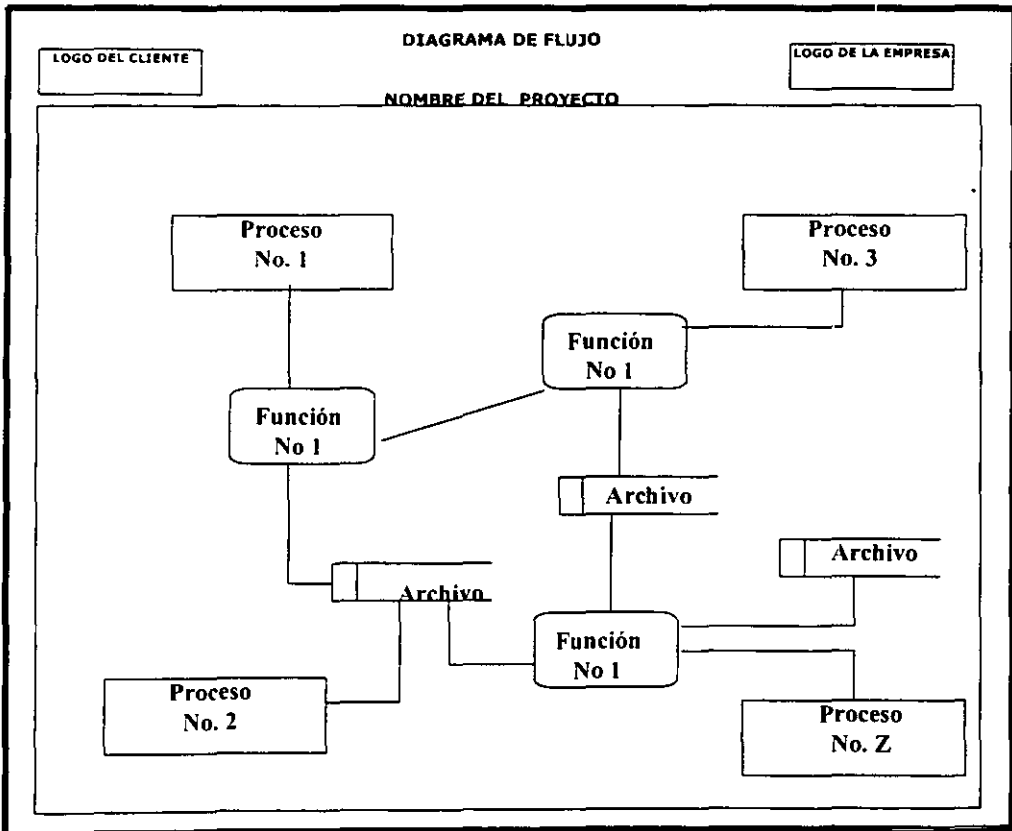 DIAGRAMA DE FLUJO
LOGO DEL CLIENTE
LOGO DE LA EMPRESA
NOMBRE DEL PROYECTO
Proceso
No. 1
Proceso
No. 3
Función
No 1
Función
No 1
Archivo
Archivo
Archivo
Función
No 1
Proceso
No. 2
Proceso
No. Z